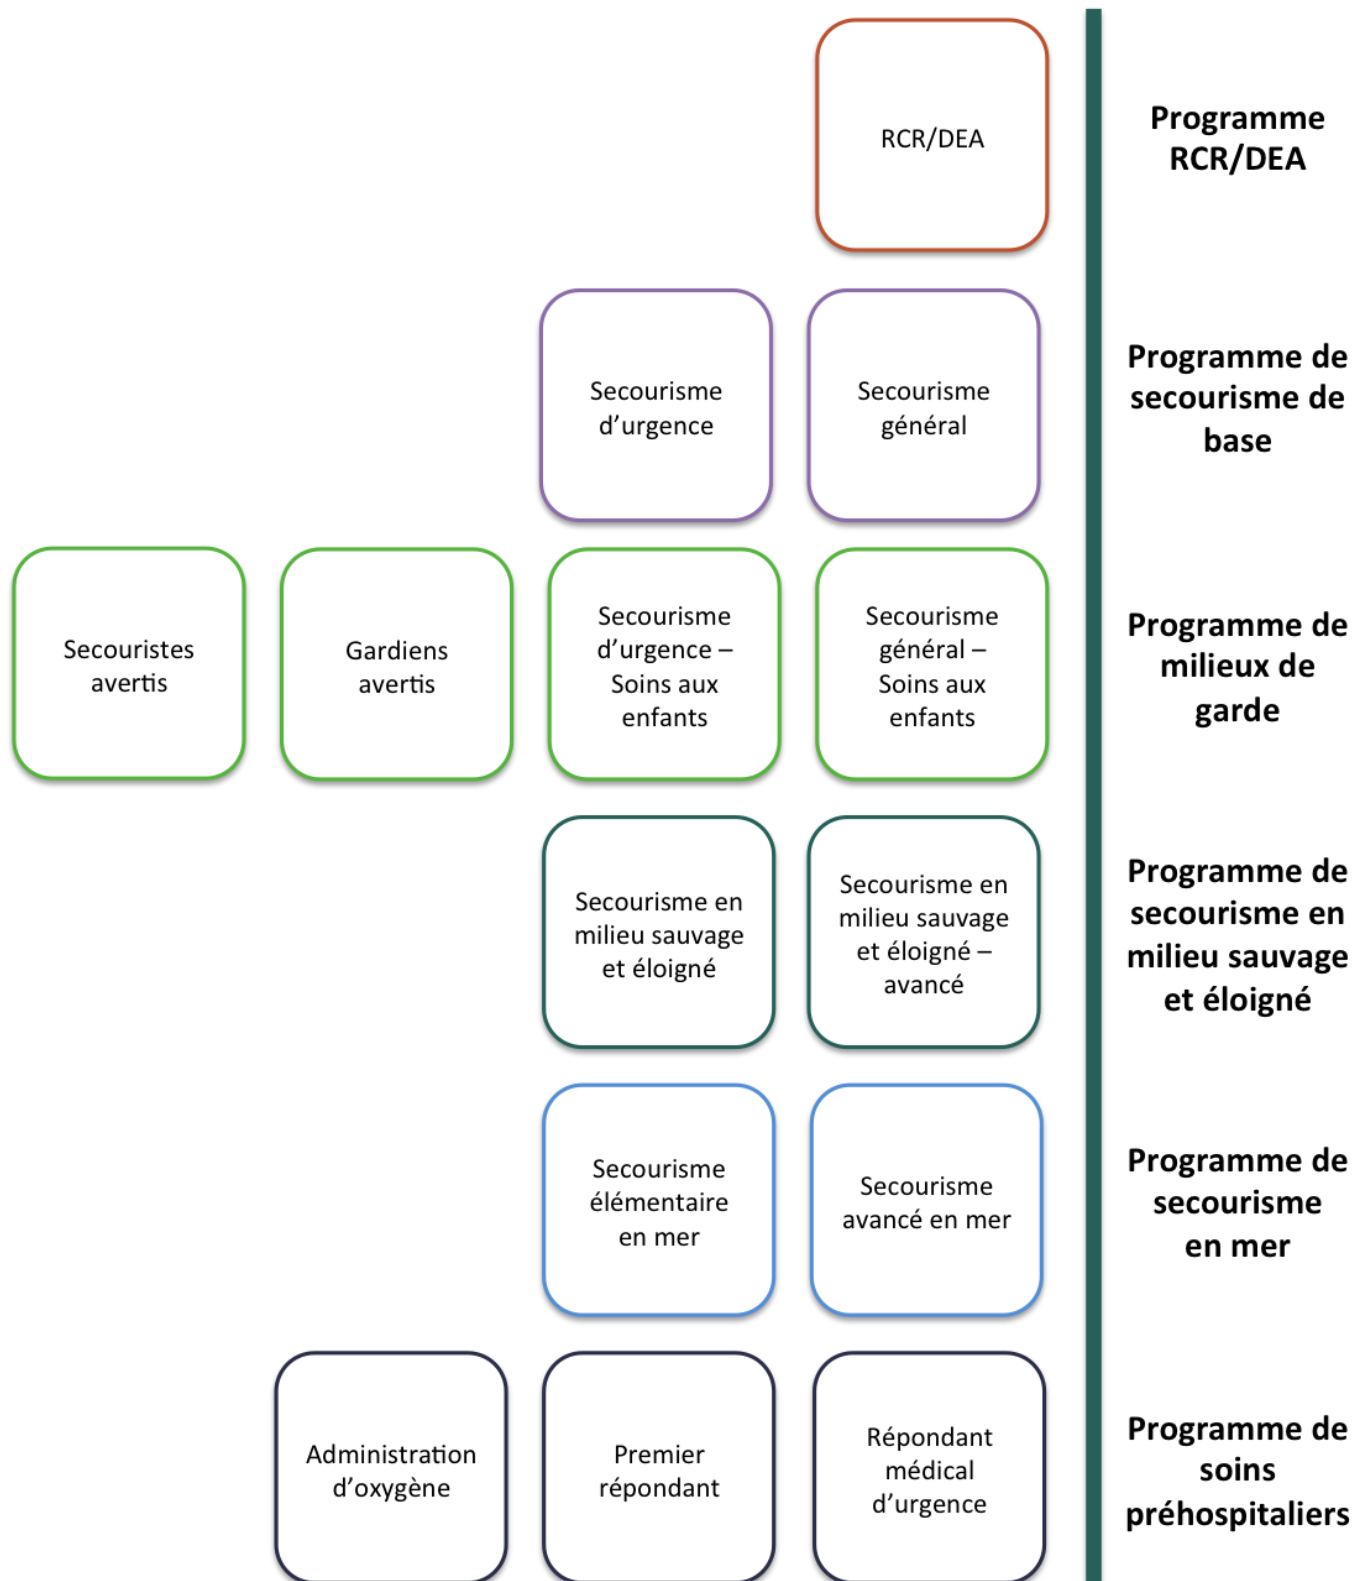 RCR/DEA
Programme
RCR/DEA
Secourisme
d’urgence
Secourisme
général
Programme de
secourisme de
base
Secouristes
avertis
Gardiens
avertis
Secourisme
d’urgence –
Soins aux
enfants
Secourisme
général –
Soins aux
enfants
Programme de
milieux de
garde
Secourisme en
milieu sauvage
et éloigné
Secourisme en
milieu sauvage
et éloigné –
avancé
Programme de
secourisme en
milieu sauvage
et éloigné
Secourisme
élémentaire
en mer
Secourisme
avancé en mer
Programme de
secourisme
en mer
Administration
d’oxygène
Premier
répondant
Répondant
médical
d’urgence
Programme de
soins
préhospitaliers